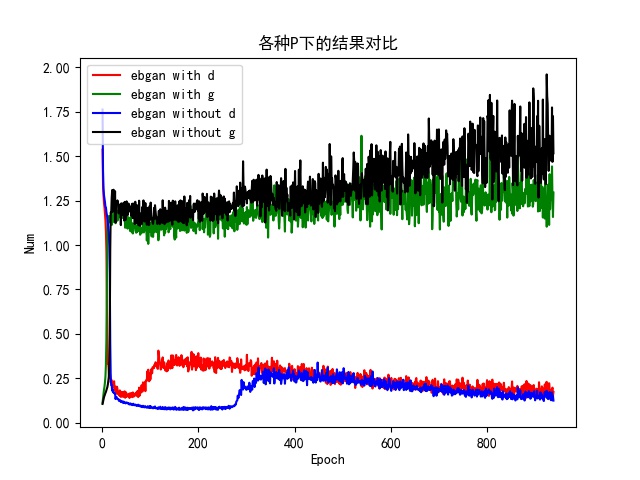 各种P下的结果对比
ebgan with d
ebgan with g
ebgan without d
ebgan without g
2.00
1.75
1.50
1.25
1.00
0.75
0.50
0.25
0.00
Num
0 200 400 600 800
Epoch